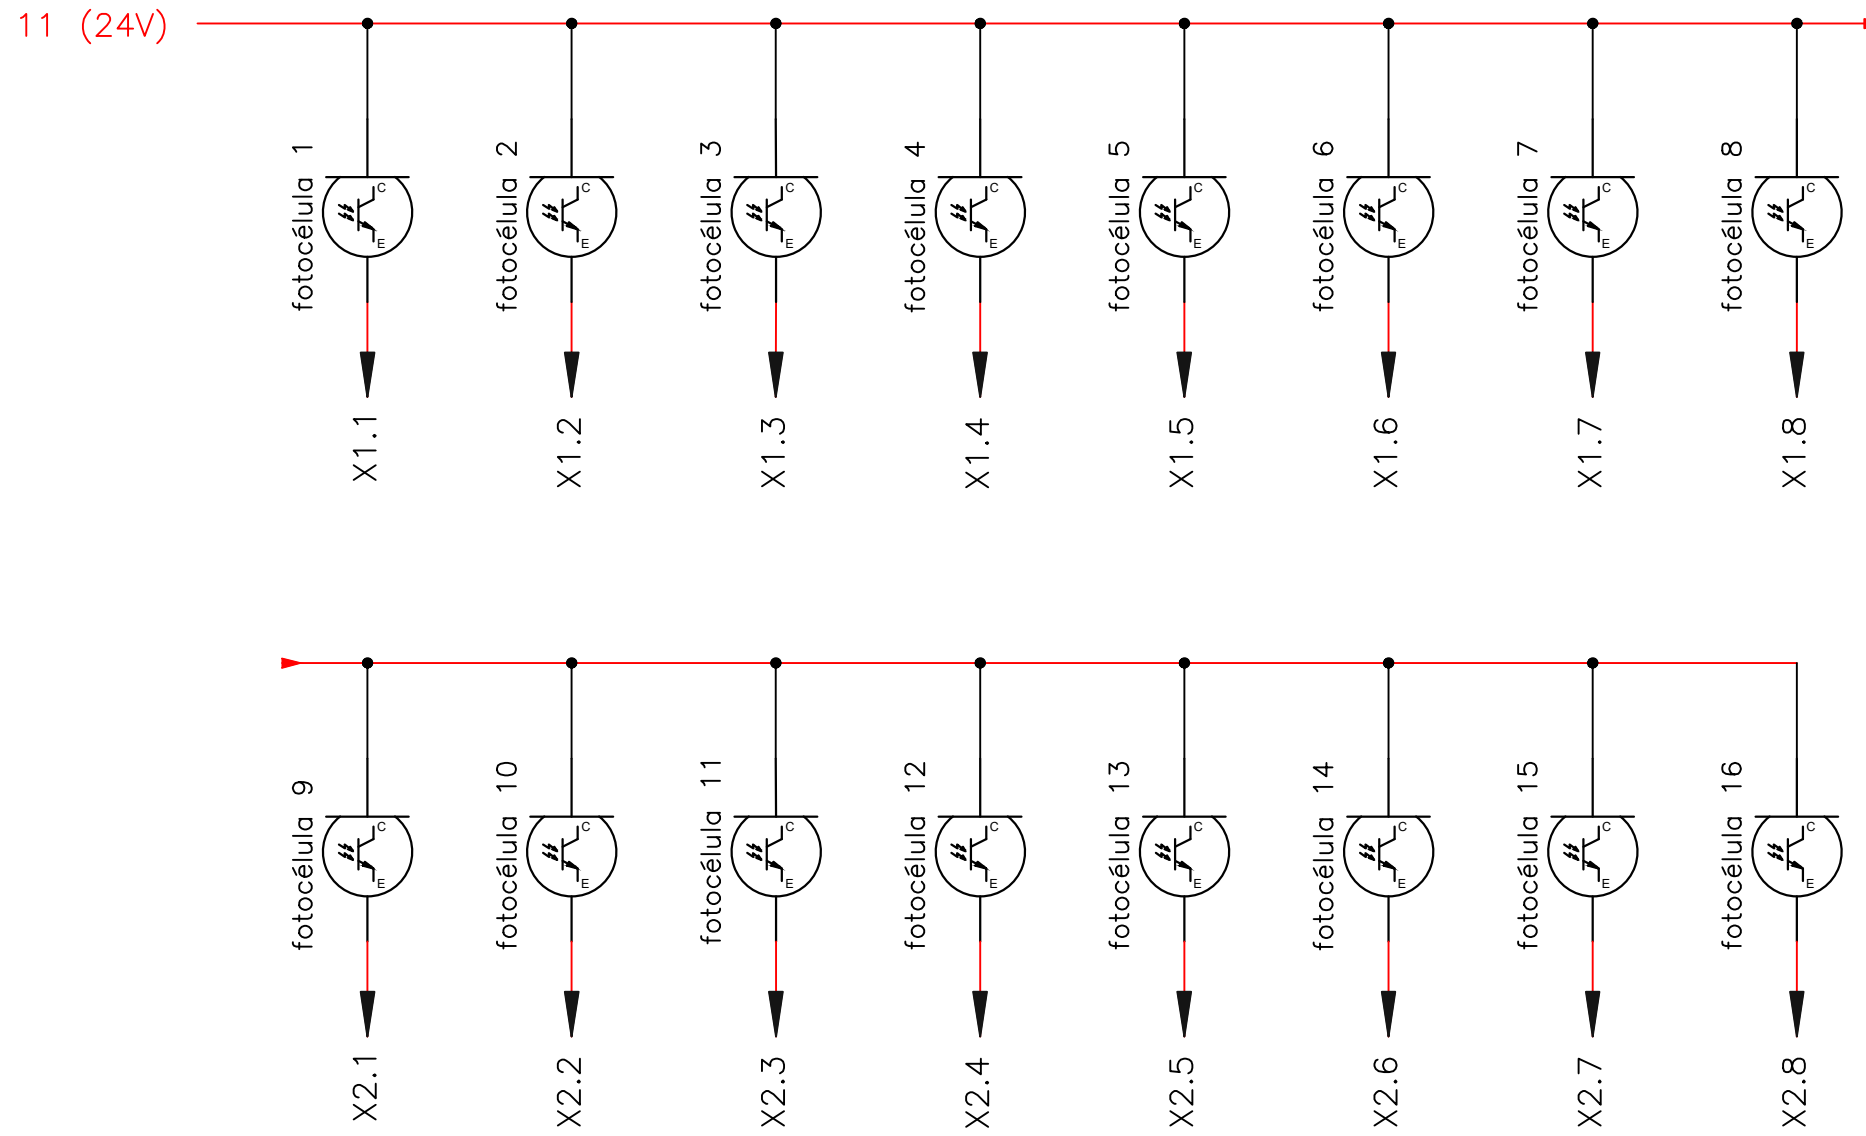 11 (24V)
fotocélula 1
fotocélula 2
fotocélula 3
fotocélula 4
fotocélula 5
fotocélula 6
fotocélula 7
fotocélula 8
C
E
C
E
C
E
C
E
C
E
C
E
C
E
C
E
X1.1
X1.2
X1.3
X1.4
X1.5
X1.6
X1.7
X1.8
fotocélula 9
fotocélula 10
fotocélula 11
fotocélula 12
fotocélula 13
fotocélula 14
fotocélula 15
fotocélula 16
C
E
C
E
C
E
C
E
C
E
C
E
C
E
C
E
X2.1
X2.2
X2.3
X2.4
X2.5
X2.6
X2.7
X2.8